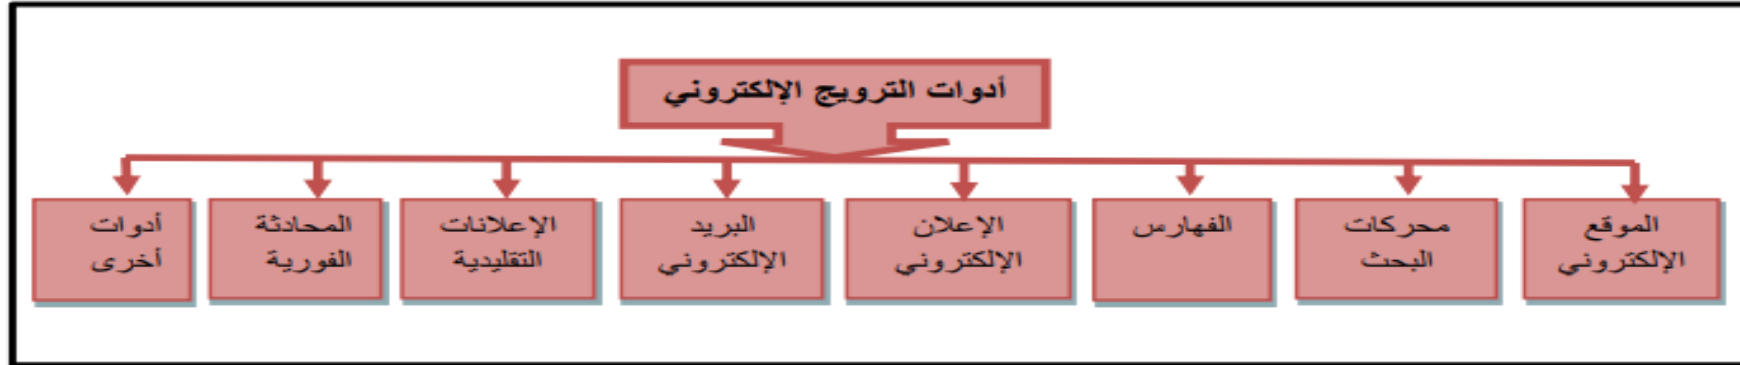 أدوات الترويج الإلكتروني
الموقع
الإلكتروني
محركات
البحث
الفهارس
الإعلان
الإلكتروني
البريد
الإلكتروني
الإعلانات
التقليدية
المحادثة
الفورية
أدوات
أخرى